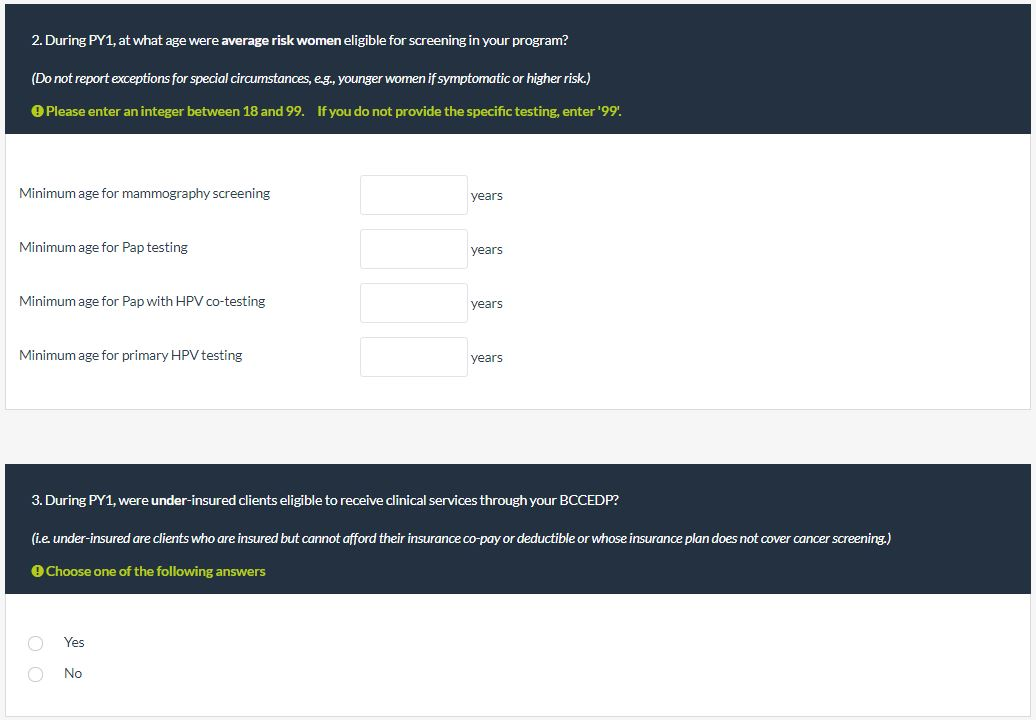 2. During PY1, at what age were average risk women eligible for screening in your program?
(Do not report exceptions for special circumstances, e.g., younger women if symptomatic or higher risk.)
Please enter an integer between 18 and 99. If you do not provide the specific testing, enter '99'.
Minimum age for mammography screening years
Minimum age for Pap testing years
Minimum age for Pap with HPV co-testing years
Minimum age for primary HPV testing years
3. During PY1, were under-insured clients eligible to receive clinical services through your BCCEDP?
(i.e. under-insured are clients who are insured but cannot afford their insurance co-pay or deductible or whose insurance plan does not cover cancer screening.)
Choose one of the following answers
Yes
No